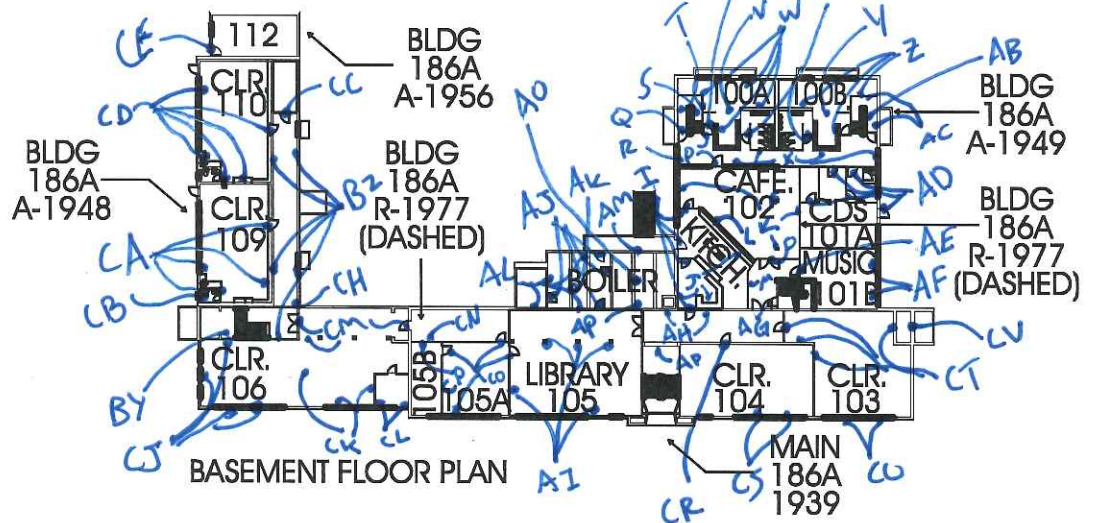 T V W Y
CE
112
BLDG
186A
A-1956
CLR.
110
CC
CD
S
100A
100B
Z
AB
Q
R
P
BLDG
186A
A-1949
AC
BLDG
186A
A-1948
BLDG
186A
R-1977
(DASHED)
BZ
AO
AK
AM
I
AJ
CAFE.
102
AD
CLR.
109
CDS
101A
BLDG
186A
R-1977
(DASHED)
CA
CB
CH
AL
BOILER
KITCH.
L
K
J
MUSIC
101B
AE
AF
CM
CN
AP
AH
AG
AP
CV
CT
CLR.
106
BY
105B
CP
CO
105A
LIBRARY
105
CLR.
104
CLR.
103
CJ
CK
CL
AI
CR
CS
CU
BASEMENT FLOOR PLAN
MAIN
186A
1939